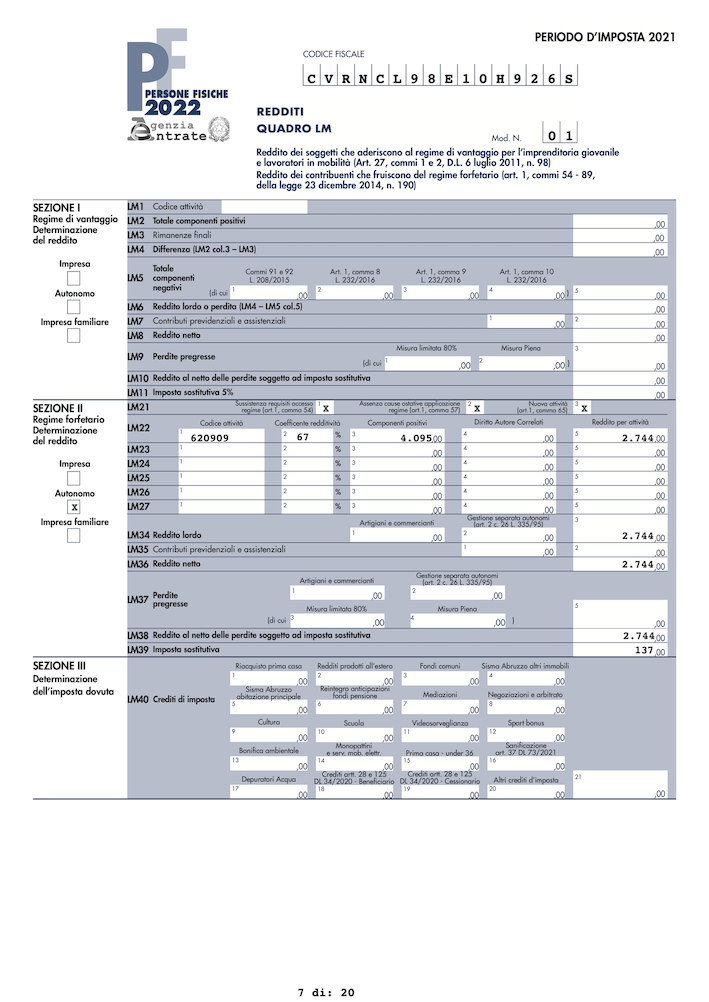 PERIODO D'IMPOSTA 2021
CODICE FISCALE
C V R N C L 9 8 E 1 0 H 9 2 6 S
PF
PERSONE FISICHE
2022
Agenzia Entrate
REDDITI
QUADRO LM
Mod. N. 0 1
Reddito dei soggetti che aderiscono al regime di vantaggio per l'imprenditoria giovanile
e lavoratori in mobilità (Art. 27, commi 1 e 2, D.L. 6 luglio 2011, n. 98)
Reddito dei contribuenti che fruiscono del regime forfetario (art. 1, commi 54 - 89,
della legge 23 dicembre 2014, n. 190)
SEZIONE I
Regime di vantaggio
Determinazione
del reddito
Impresa
Autonomo
Impresa familiare
LM1 Codice attività
LM2 Totale componenti positivi ,00
LM3 Rimanenze finali ,00
LM4 Differenza (LM2 col.3 – LM3) ,00
LM5 Totale componenti negativi
Commi 91 e 92 L. 208/2015 Art. 1, comma 8 L. 232/2016 Art. 1, comma 9 L. 232/2016 Art. 1, comma 10 L. 232/2016
(di cui 1 ,00 2 ,00 3 ,00 4 ,00 ) 5 ,00
LM6 Reddito lordo o perdita (LM4 – LM5 col.5) ,00
LM7 Contributi previdenziali e assistenziali 1 ,00 2 ,00
LM8 Reddito netto ,00
LM9 Perdite pregresse
Misura limitata 80% Misura Piena
(di cui 1 ,00 2 ,00 ) 3 ,00
LM10 Reddito al netto delle perdite soggetto ad imposta sostitutiva ,00
LM11 Imposta sostitutiva 5% ,00
SEZIONE II
Regime forfetario
Determinazione
del reddito
Impresa
Autonomo
X
Impresa familiare
LM21 Sussistenza requisiti accesso regime (art.1, comma 54) 1 X Assenza cause ostative applicazione regime (art.1, comma 57) 2 X Nuova attività (art.1, comma 65) 3 X
Codice attività Coefficente redditività Componenti positivi Diritto Autore Correlati Reddito per attività
LM22 1 620909 2 67 % 3 4.095,00 4 ,00 5 2.744,00
LM23 1 2 % 3 ,00 4 ,00 5 ,00
LM24 1 2 % 3 ,00 4 ,00 5 ,00
LM25 1 2 % 3 ,00 4 ,00 5 ,00
LM26 1 2 % 3 ,00 4 ,00 5 ,00
LM27 1 2 % 3 ,00 4 ,00 5 ,00
Artigiani e commercianti Gestione separata autonomi (art. 2 c. 26 L. 335/95)
LM34 Reddito lordo 1 ,00 2 ,00 3 2.744,00
LM35 Contributi previdenziali e assistenziali 1 ,00 2 ,00
LM36 Reddito netto 2.744,00
LM37 Perdite pregresse
Artigiani e commercianti Gestione separata autonomi (art. 2 c. 26 L. 335/95)
1 ,00 2 ,00
Misura limitata 80% Misura Piena
(di cui 3 ,00 4 ,00 ) 5 ,00
LM38 Reddito al netto delle perdite soggetto ad imposta sostitutiva 2.744,00
LM39 Imposta sostitutiva 137,00
SEZIONE III
Determinazione
dell'imposta dovuta
LM40 Crediti di imposta
Riacquisto prima casa Redditi prodotti all'estero Fondi comuni Sisma Abruzzo altri immobili
1 ,00 2 ,00 3 ,00 4 ,00
Sisma Abruzzo abitazione principale Reintegro anticipazioni fondi pensione Mediazioni Negoziazioni e arbitrato
5 ,00 6 ,00 7 ,00 8 ,00
Cultura Scuola Videosorveglianza Sport bonus
9 ,00 10 ,00 11 ,00 12 ,00
Bonifica ambientale Monopattini e serv. mob. elettr. Prima casa - under 36 Sanificazione art. 37 DL 73/2021
13 ,00 14 ,00 15 ,00 16 ,00
Depuratori Acqua Crediti artt. 28 e 125 DL 34/2020 - Beneficiario Crediti artt. 28 e 125 DL 34/2020 - Cessionario Altri crediti d'imposta
17 ,00 18 ,00 19 ,00 20 ,00 21 ,00
7 di: 20